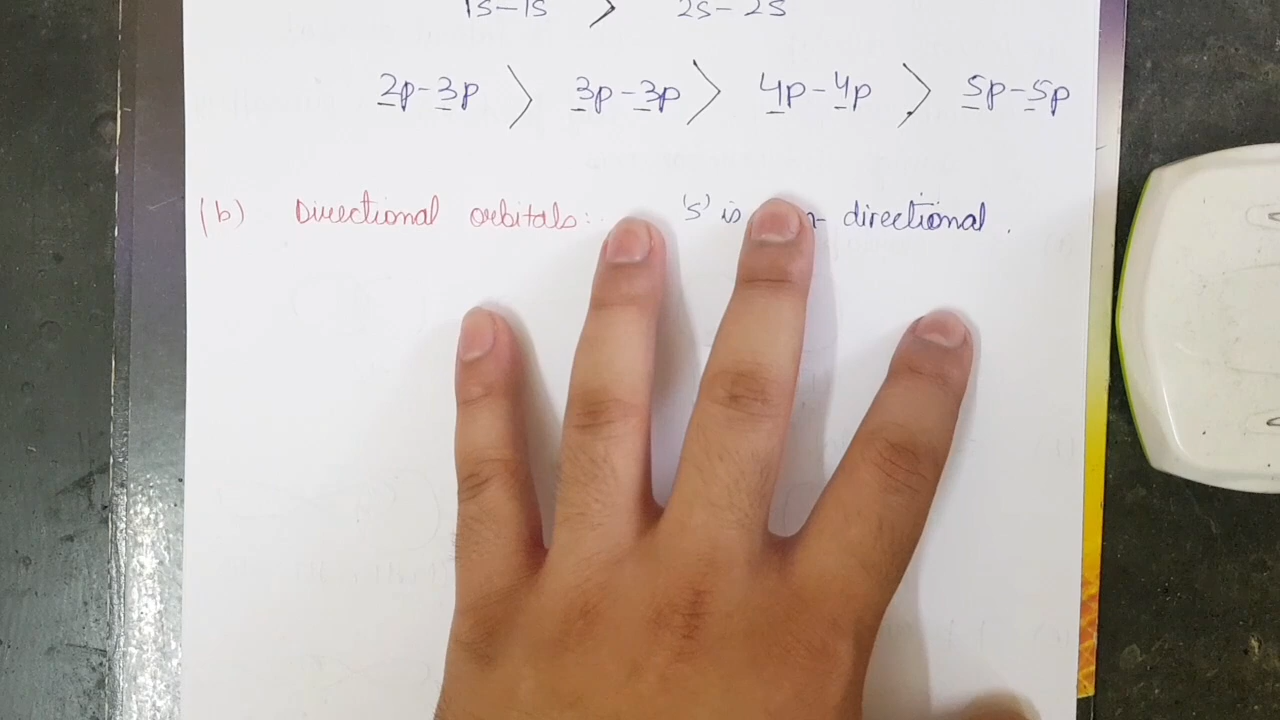 1s-1s > 2s-2s
2p-3p > 3p-3p > 4p-4p > 5p-5p
(b) Directional orbitals: 's' is directional.